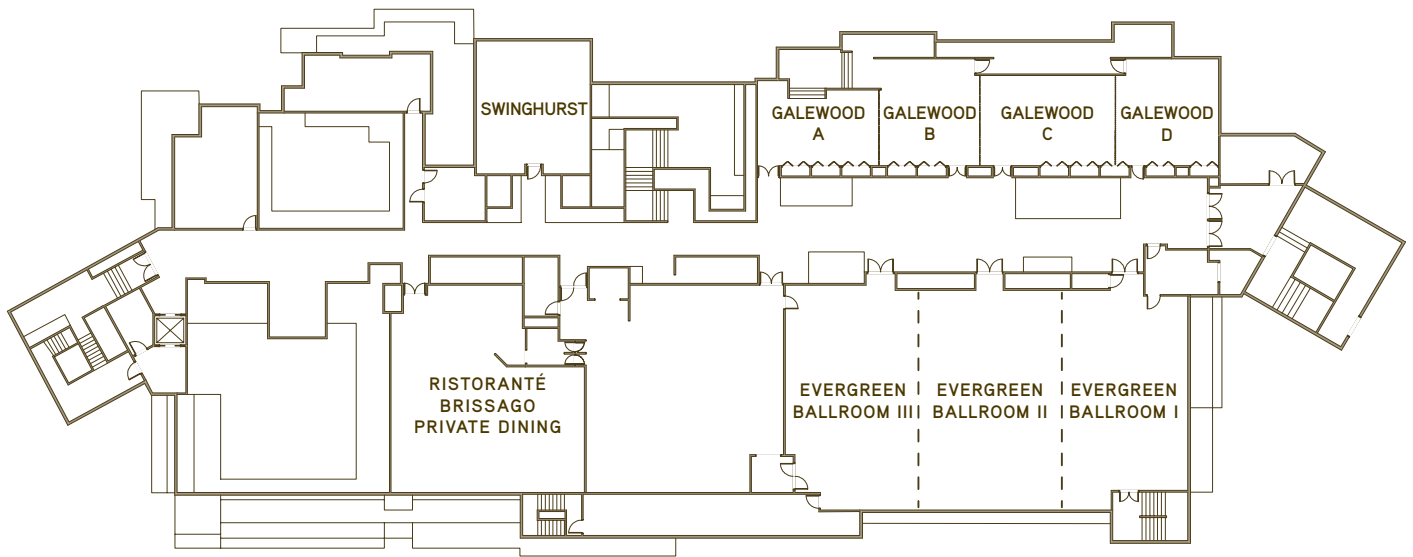 SWINGHURST
GALEWOOD
A
GALEWOOD
B
GALEWOOD
C
GALEWOOD
D
RISTORANTÉ
BRISSAGO
PRIVATE DINING
EVERGREEN
BALLROOM III
EVERGREEN
BALLROOM II
EVERGREEN
BALLROOM I